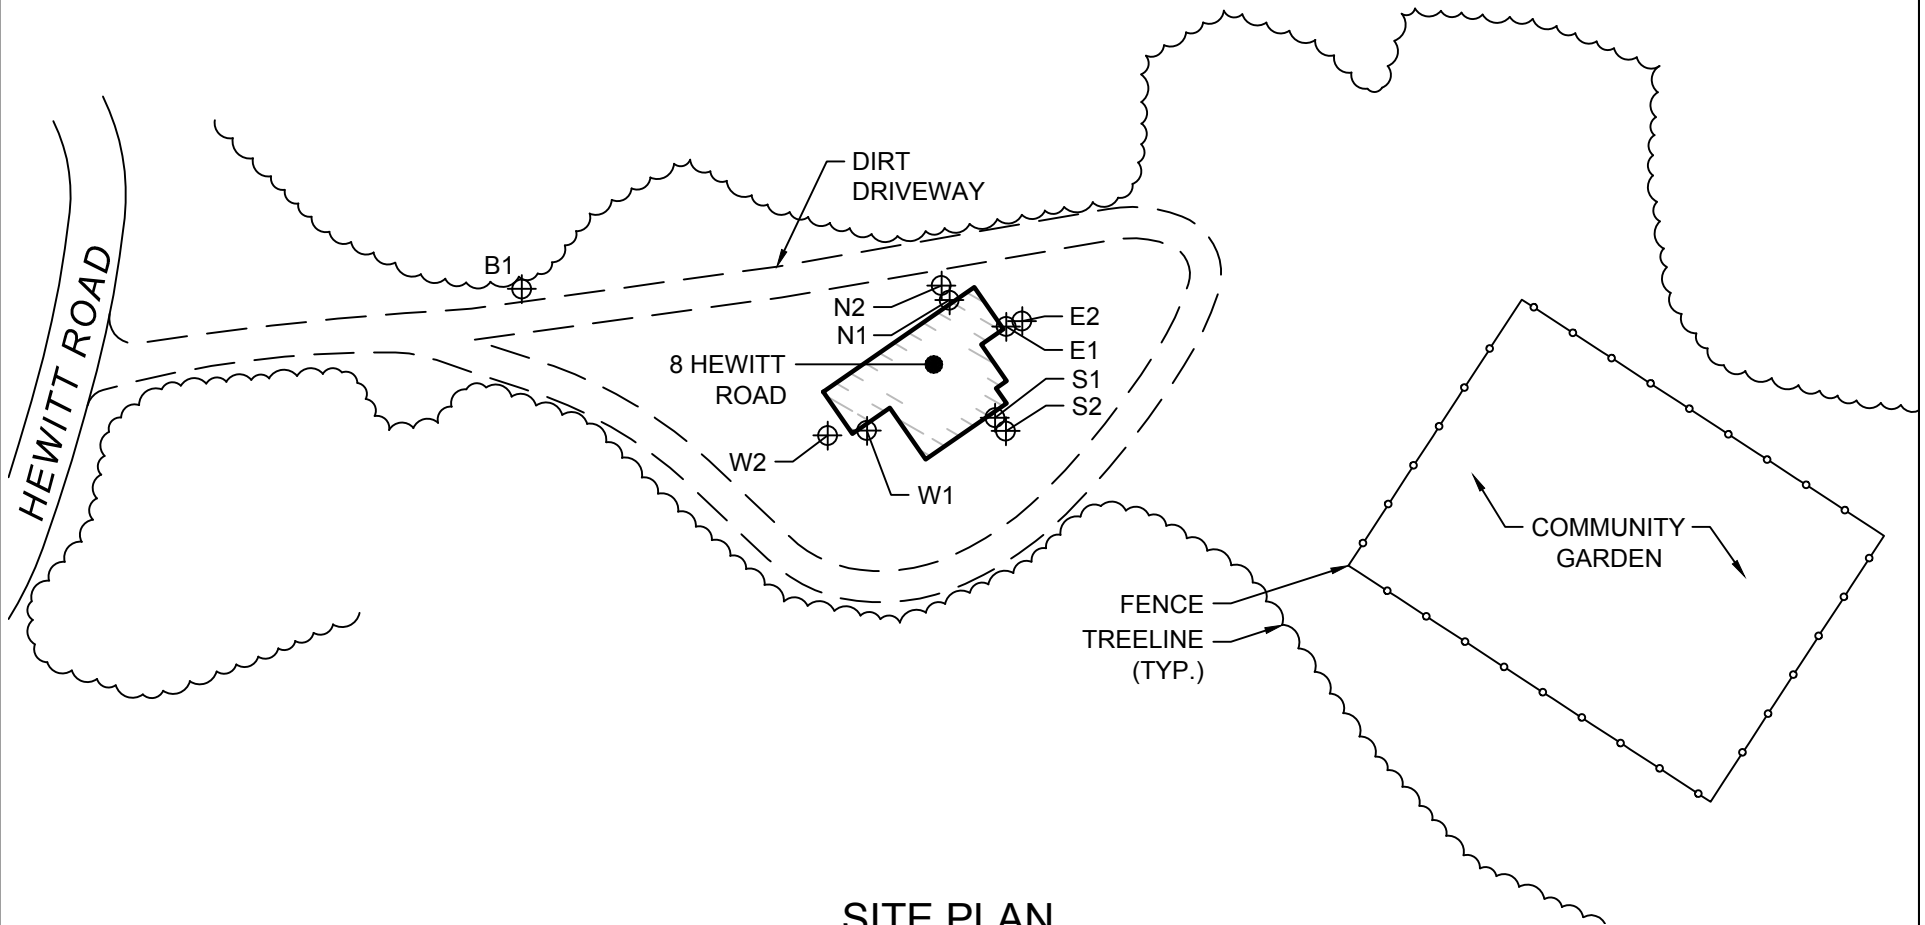 DIRT
DRIVEWAY
B1
HEWITT ROAD
N2
N1
E2
E1
8 HEWITT
ROAD
S1
S2
W2
W1
COMMUNITY
GARDEN
FENCE
TREELINE
(TYP.)
SITE PLAN